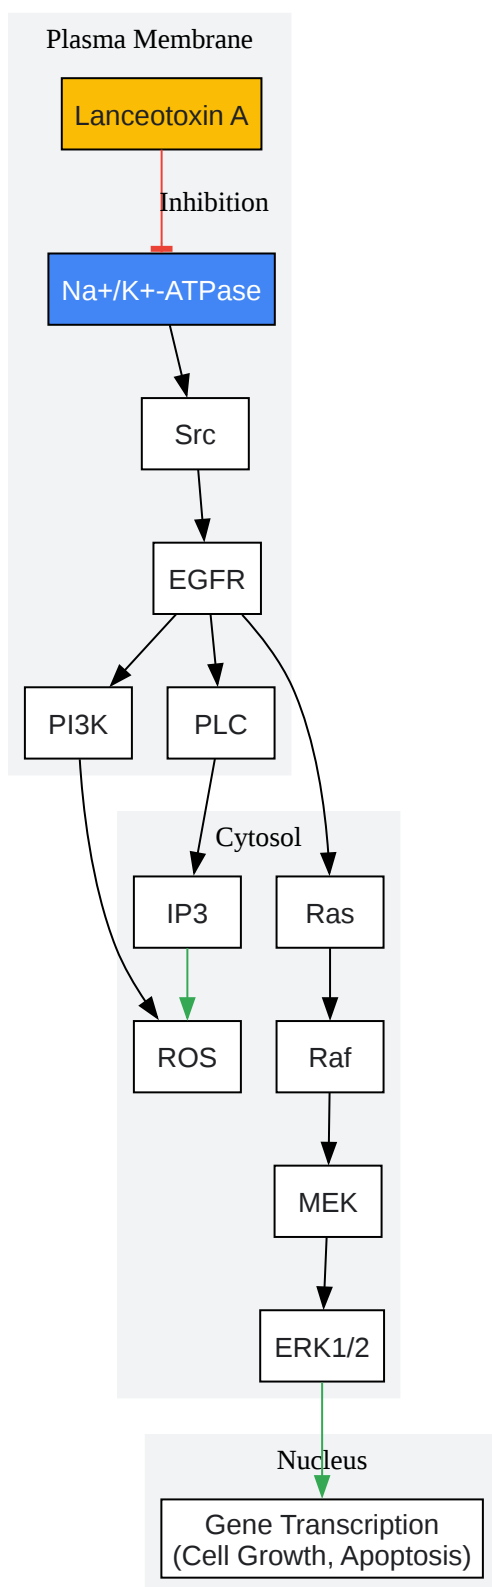 Plasma Membrane
Lanceotoxin A
Inhibition
Na+/K+-ATPase
Src
EGFR
PI3K
PLC
Cytosol
IP3
Ras
ROS
Raf
MEK
ERK1/2
Nucleus
Gene Transcription
(Cell Growth, Apoptosis)